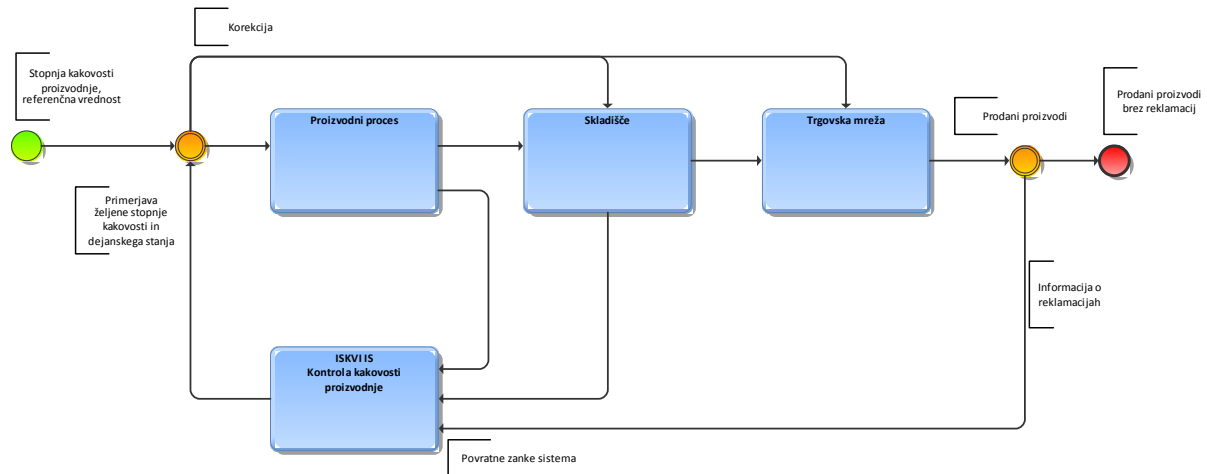 Korekcija
Stopnja kakovosti
proizvodnje,
referenčna vrednost
Proizvodni proces
Skladišče
Trgovska mreža
Prodani proizvodi
Prodani proizvodi
brez reklamacij
Primerjava
željene stopnje
kakovosti in
dejanskega stanja
Informacija o
reklamacijah
ISKVI IS
Kontrola kakovosti
proizvodnje
Povratne zanke sistema